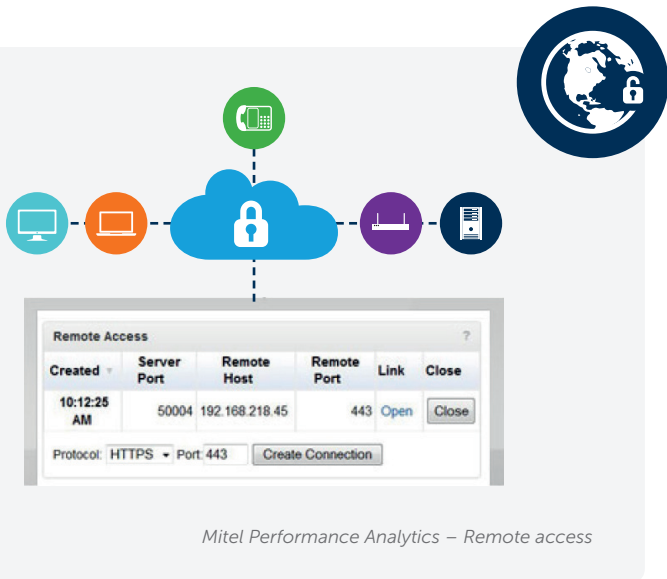 Remote Access ?
Created Server Port Remote Host Remote Port Link Close
10:12:25 AM 50004 192.168.218.45 443 Open Close
Protocol: HTTPS Port: 443 Create Connection
Mitel Performance Analytics – Remote access